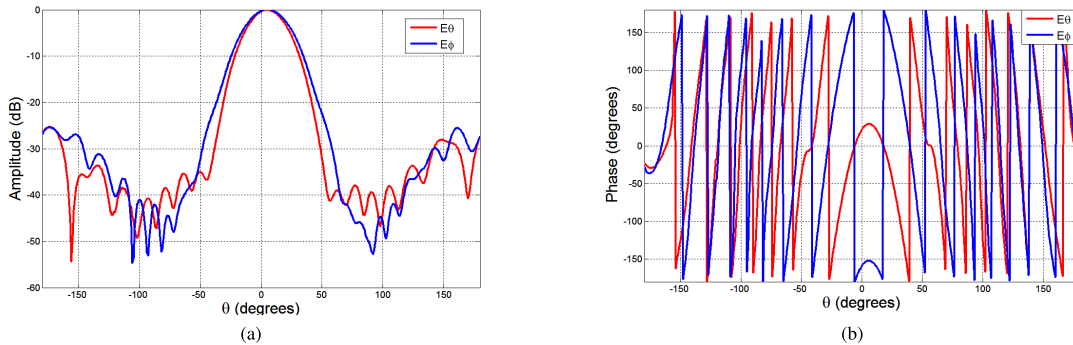 0
-10
-20
-30
-40
-50
-60
Amplitude (dB)
-150 -100 -50 0 50 100 150
θ (degrees)
Eθ
Eϕ
(a)
150
100
50
0
-50
-100
-150
Phase (degrees)
-150 -100 -50 0 50 100 150
θ (degrees)
Eθ
Eϕ
(b)